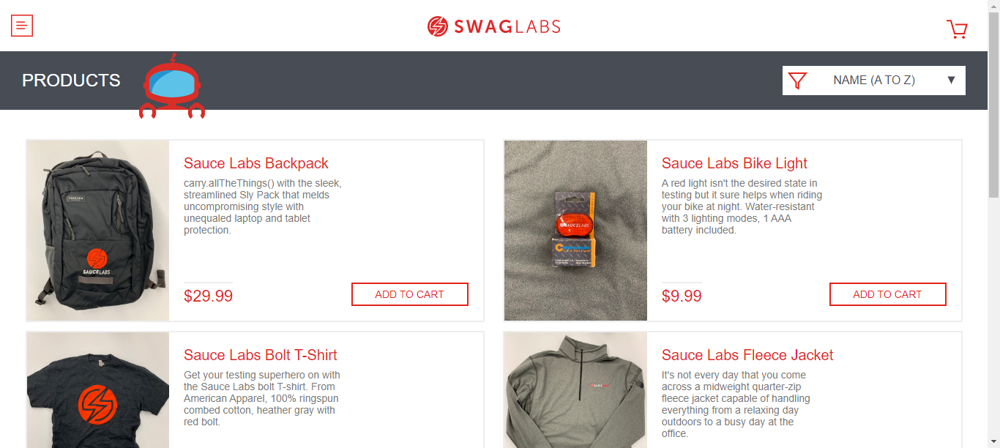 SWAGLABS
PRODUCTS
NAME (A TO Z)
Sauce Labs Backpack
carry.allTheThings() with the sleek,
streamlined Sly Pack that melds
uncompromising style with
unequaled laptop and tablet
protection.
$29.99
ADD TO CART
SAUCELABS
Sauce Labs Bike Light
A red light isn't the desired state in
testing but it sure helps when riding
your bike at night. Water-resistant
with 3 lighting modes, 1 AAA
battery included.
$9.99
ADD TO CART
SAUCELABS
Sauce Labs Bolt T-Shirt
Get your testing superhero on with
the Sauce Labs bolt T-shirt. From
American Apparel, 100% ringspun
combed cotton, heather gray with
red bolt.
Sauce Labs Fleece Jacket
It's not every day that you come
across a midweight quarter-zip
fleece jacket capable of handling
everything from a relaxing day
outdoors to a busy day at the
office.